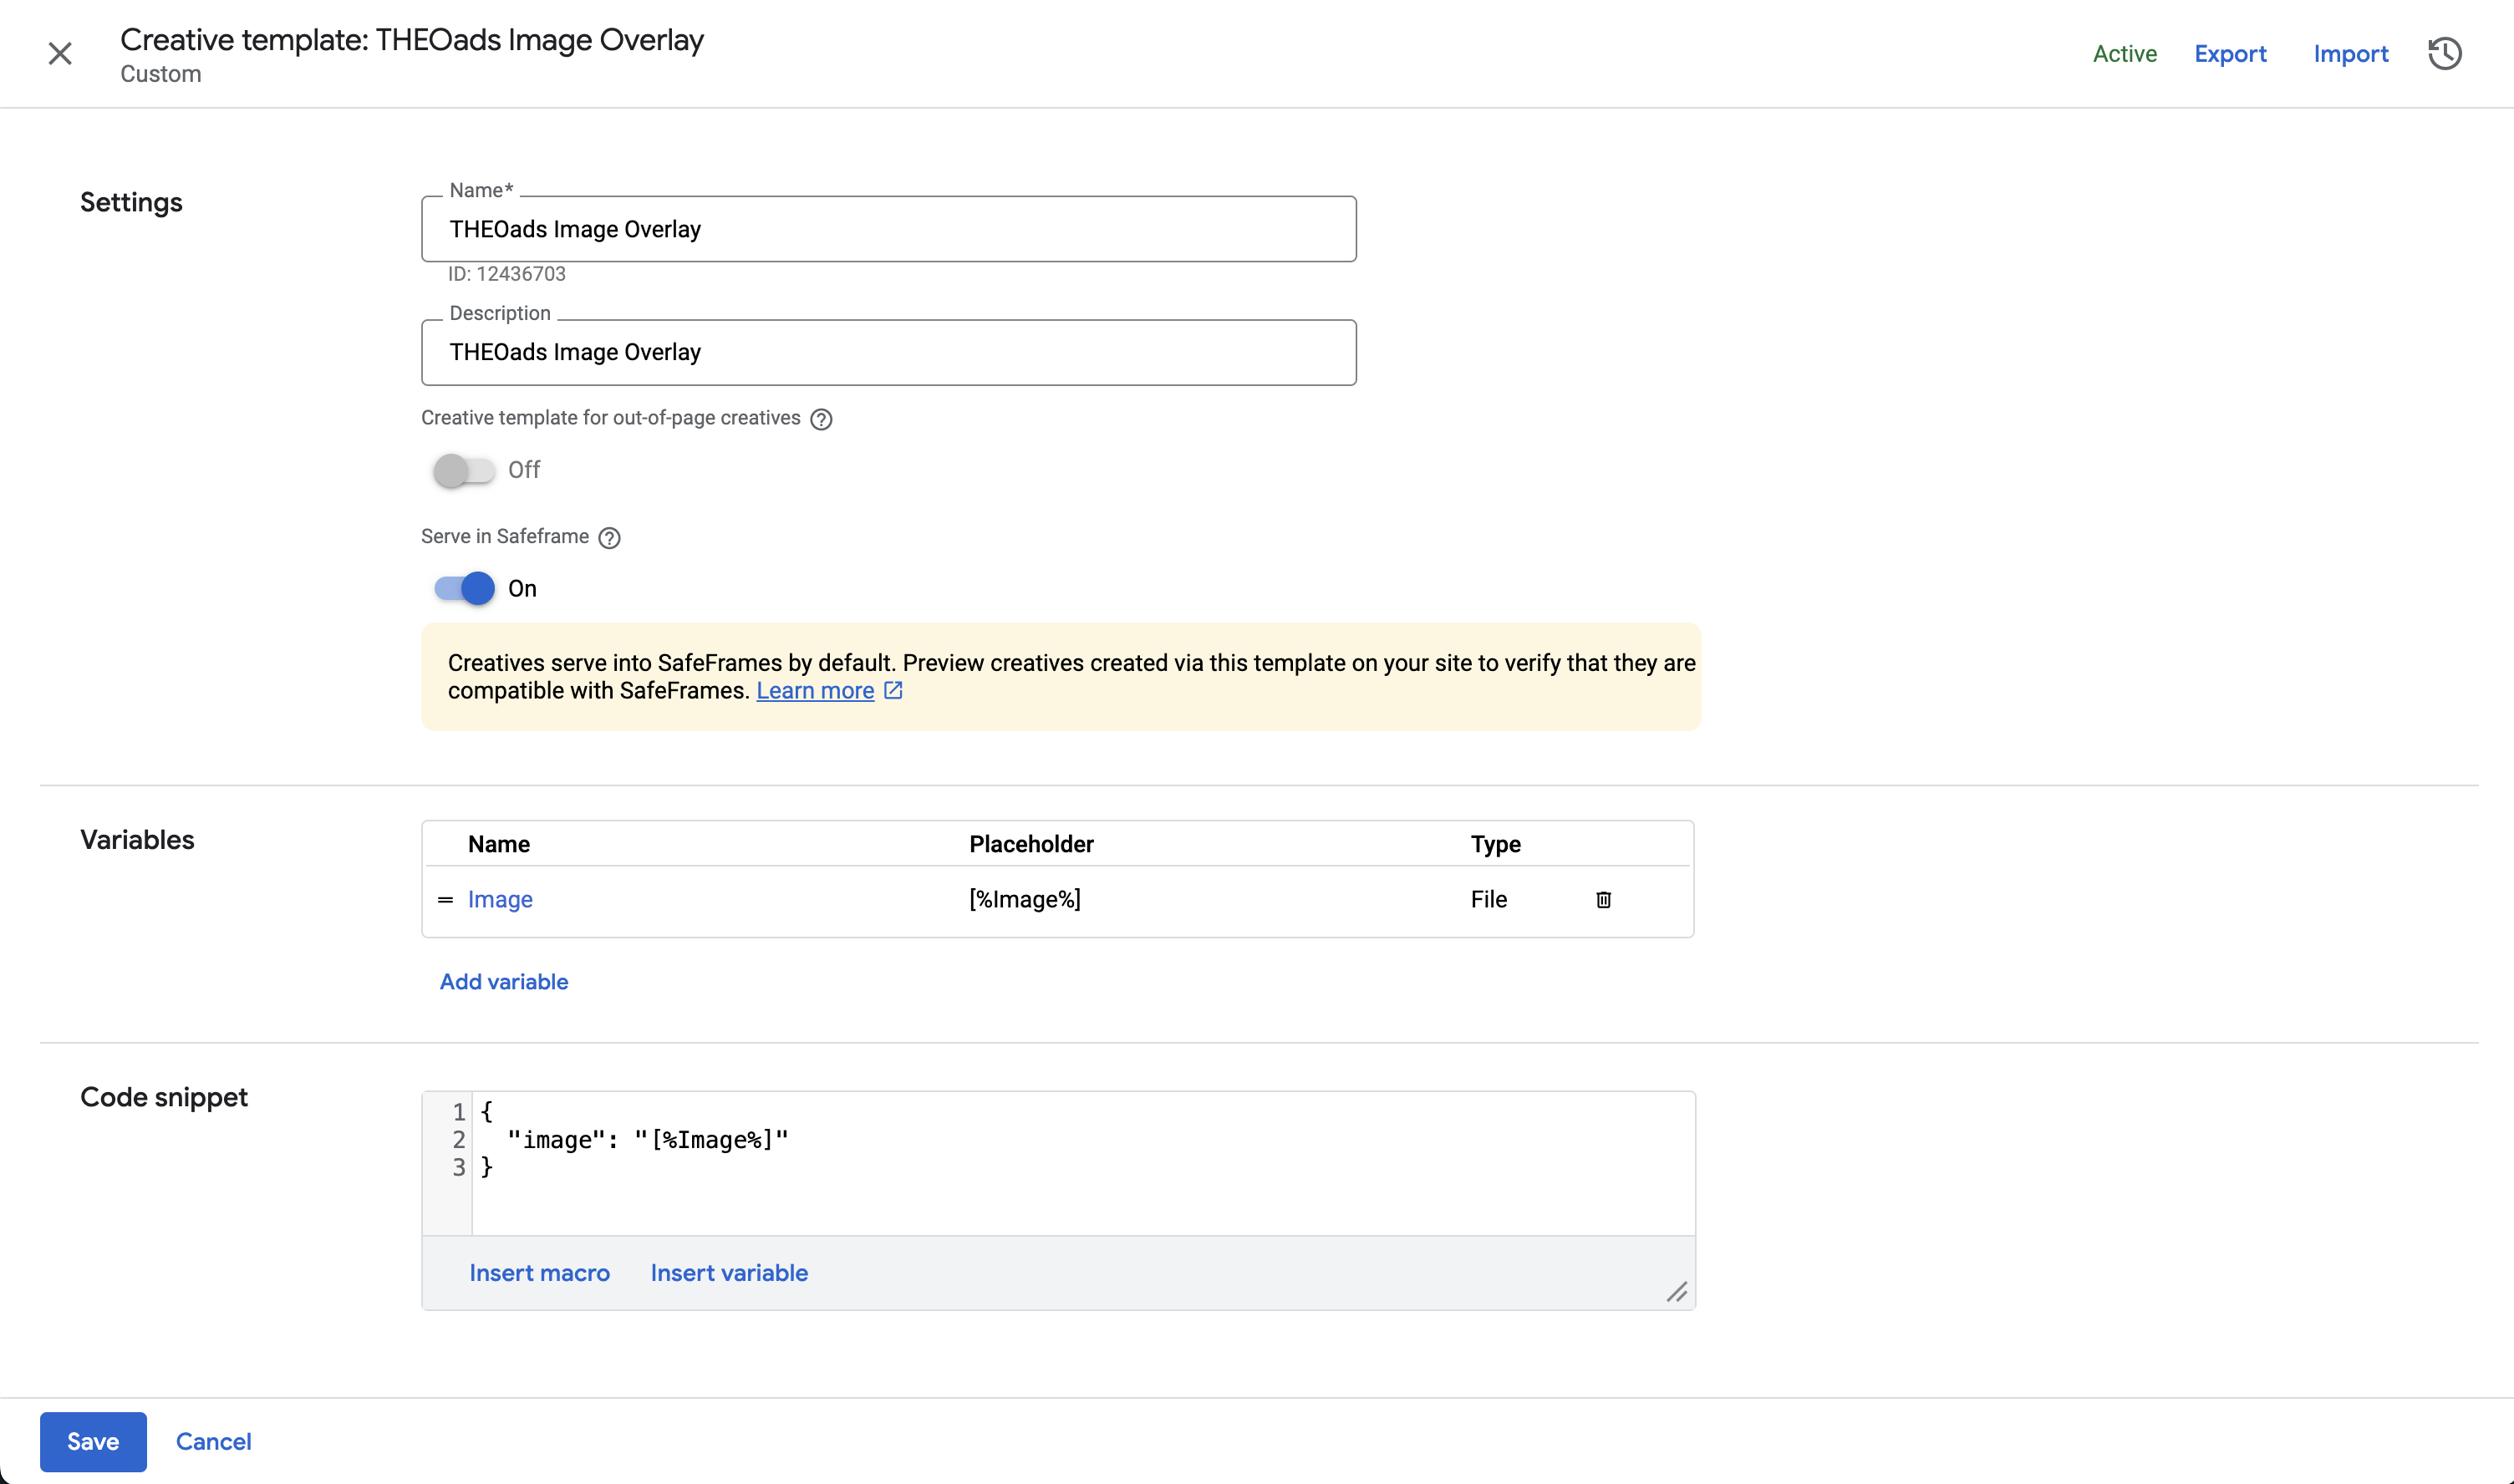 Creative template: THEOads Image Overlay
Custom
Active
Export
Import
Settings
Name*
THEOads Image Overlay
ID: 12436703
Description
THEOads Image Overlay
Creative template for out-of-page creatives
Off
Serve in Safeframe
On
Creatives serve into SafeFrames by default. Preview creatives created via this template on your site to verify that they are
compatible with SafeFrames. Learn more
Variables
Name Placeholder Type
Image [%Image%] File
Add variable
Code snippet
1 {
2 "image": "[%Image%]"
3 }
Insert macro Insert variable
Save Cancel